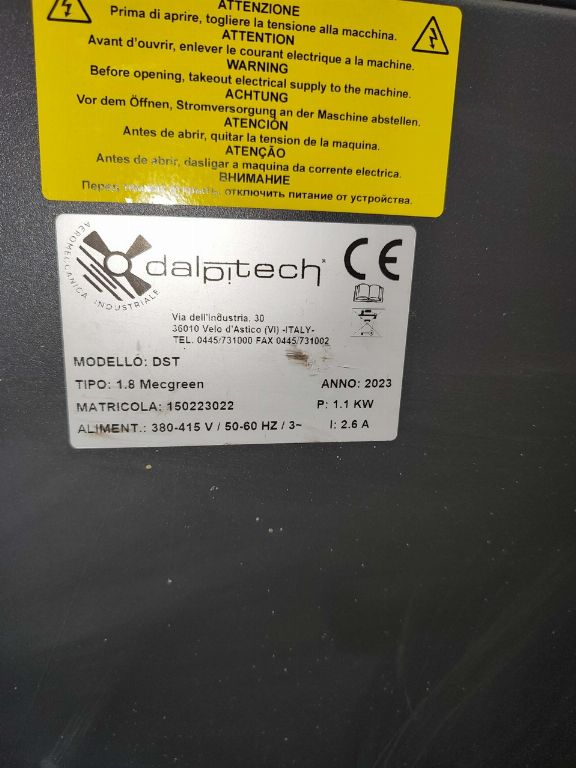 ATTENZIONE
Prima di aprire, togliere la tensione alla macchina.
ATTENTION
Avant d'ouvrir, enlever le courant electrique a la machine.
WARNING
Before opening, takeout electrical supply to the machine.
ACHTUNG
Vor dem Öffnen, Stromversorgung an der Maschine abstellen.
ATENCIÓN
Antes de abrir, quitar la tension de la maquina.
ATENÇÃO
Antes de abrir, dasligar a maquina da corrente electrica.
ВНИМАНИЕ
отключить питание от устройства.
AEROMECCANICA INDUSTRIALE
dalpitech
CE
Via dell'Industria, 30
36010 Velo d'Astico (VI) -ITALY-
TEL. 0445/731000 FAX 0445/731002
MODELLO: DST
TIPO: 1.8 Mecgreen ANNO: 2023
MATRICOLA: 150223022 P: 1.1 KW
ALIMENT.: 380-415 V / 50-60 HZ / 3~ I: 2.6 A